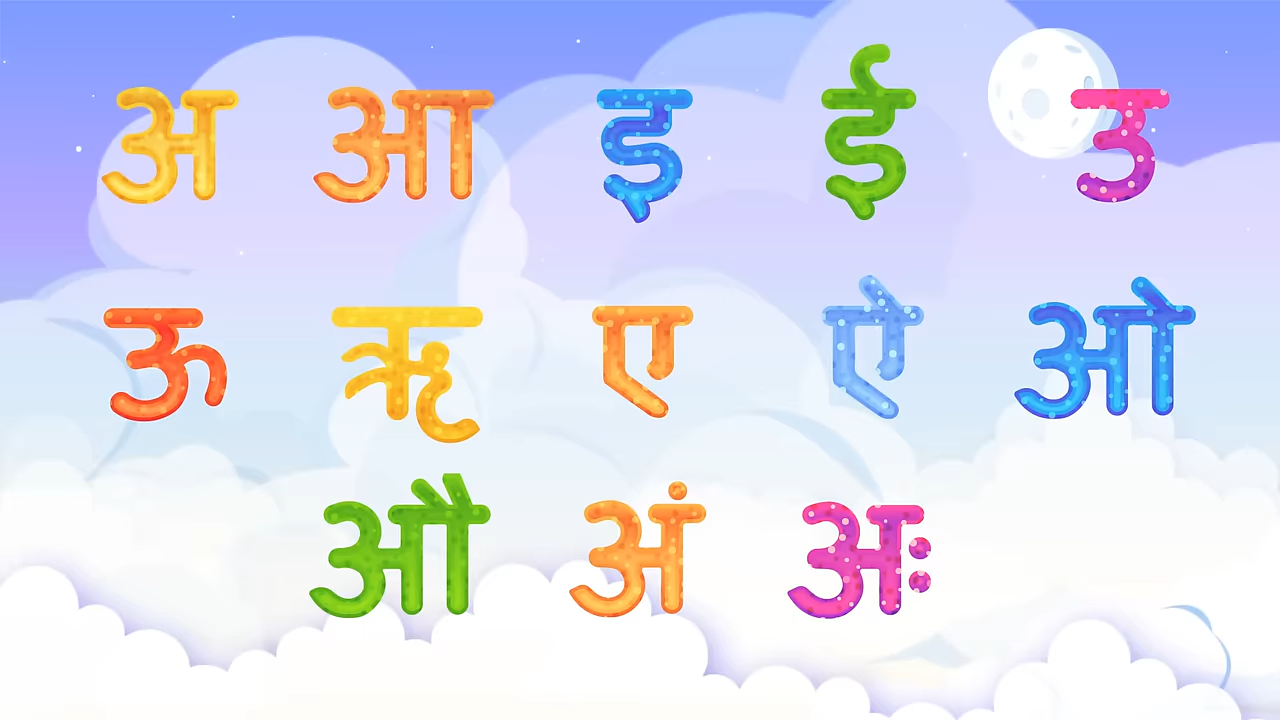 अ आ इ ई उ
ऊ ऋ ए ऐ ओ
औ अं अः